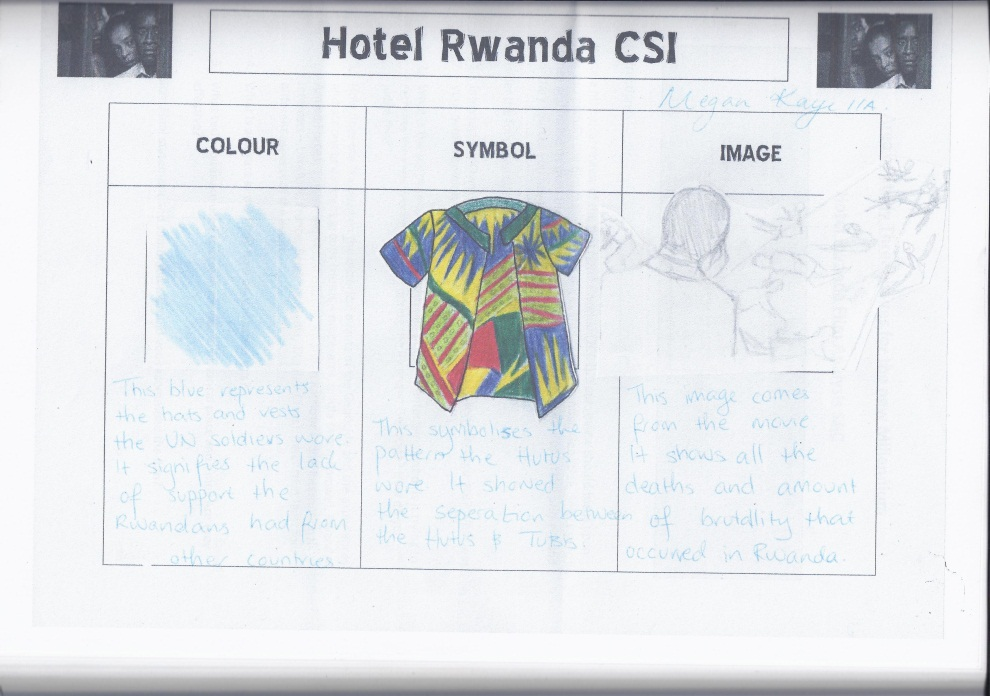 Hotel Rwanda CSI
Megan Kaye 11A
COLOUR
SYMBOL
IMAGE
This blue represents
the hats and vests
the UN soldiers wore.
It signifies the lack
of support the
Rwandans had from
other countries.
This symbolises the
pattern the Hutus
wore It showed
the seperation between
the Hutus & Tutsis.
This image comes
from the movie
It shows all the
deaths and amount
of brutality that
occurred in Rwanda.